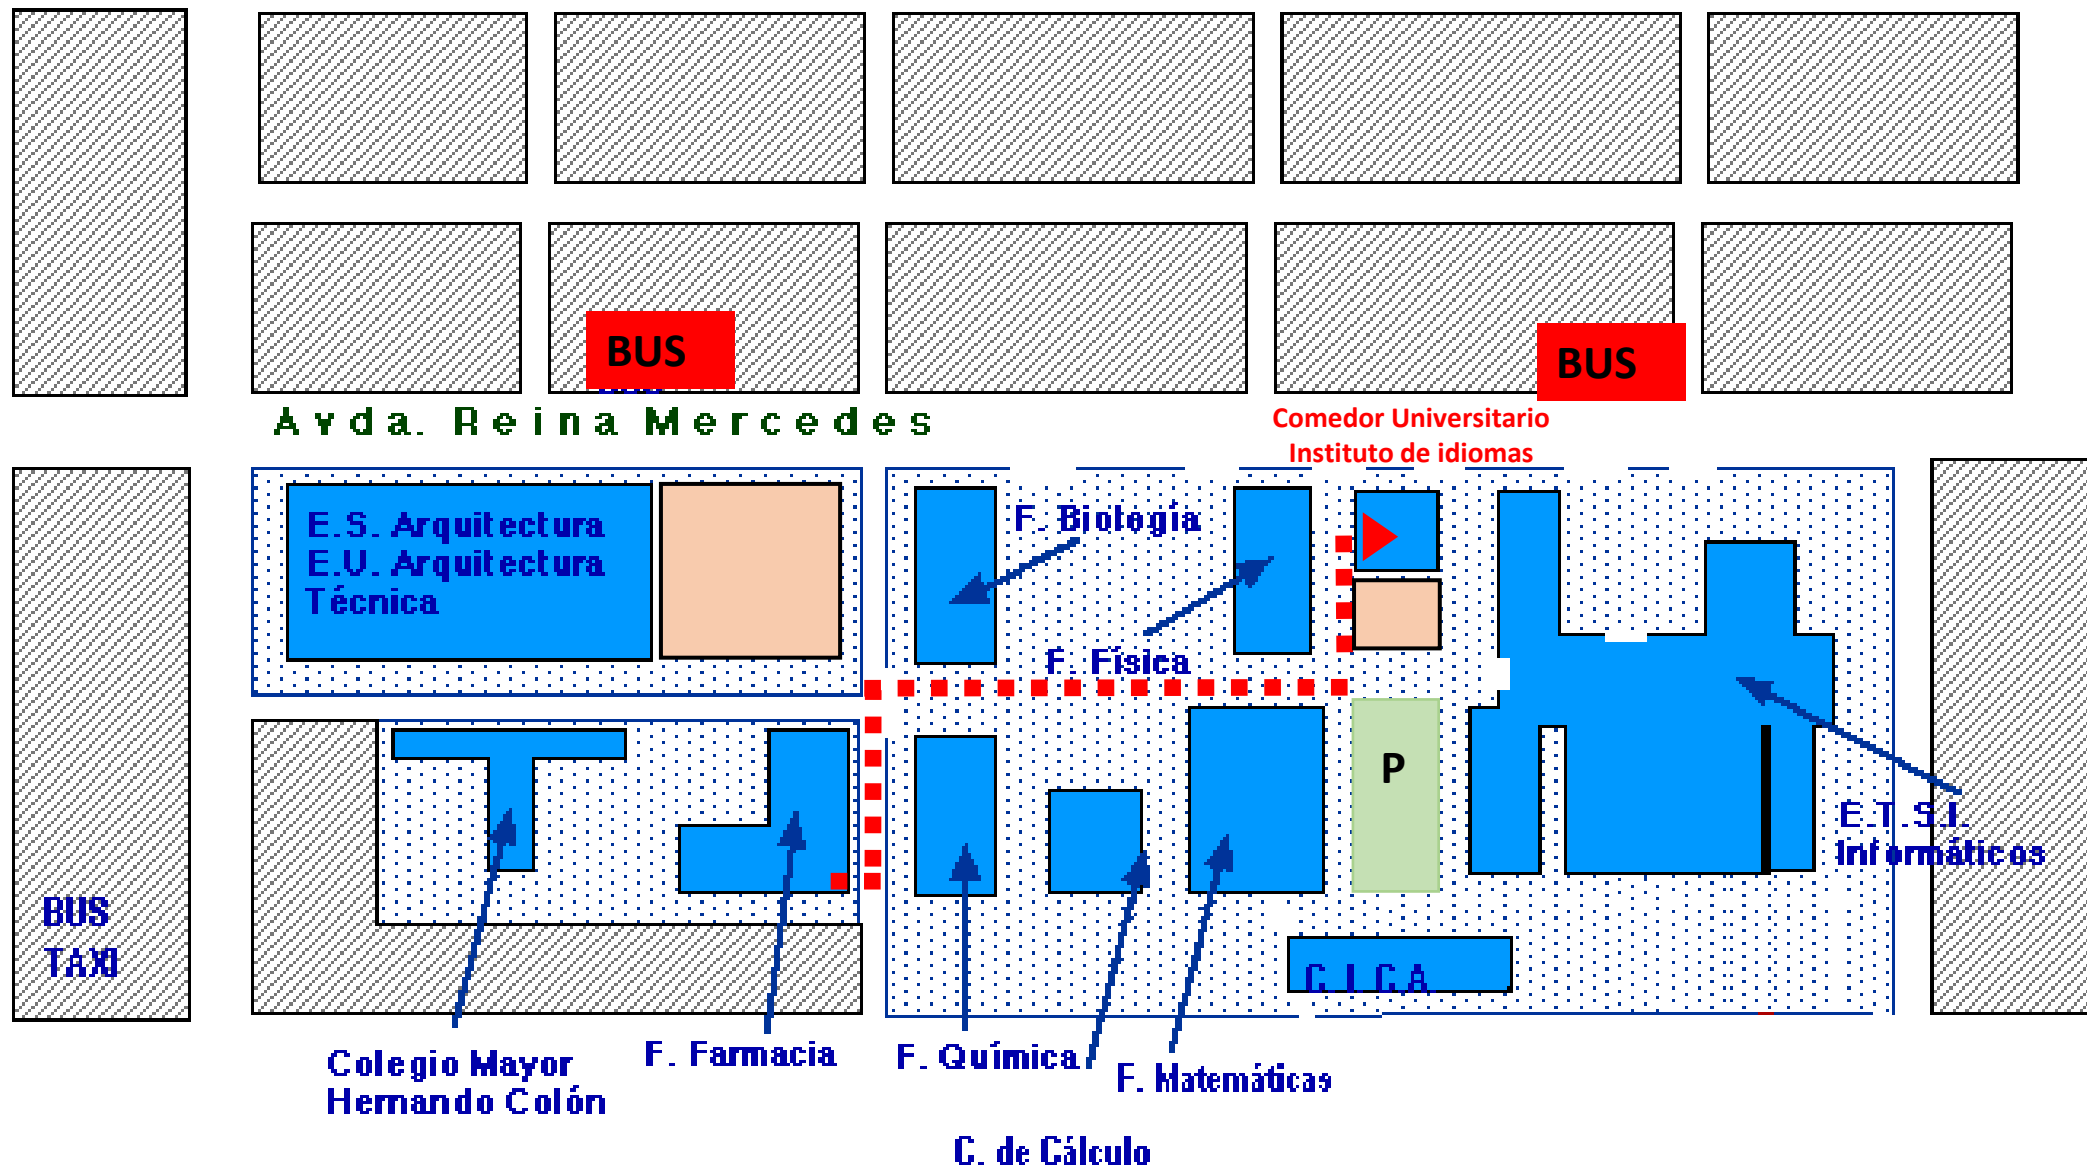 BUS
BUS
Avda. Reina Mercedes
Comedor Universitario
Instituto de idiomas
E.S. Arquitectura
E.U. Arquitectura
Técnica
F. Biología
F. Física
P
E.T.S.I.
Informáticos
BUS
TAXI
C.I.C.A.
Colegio Mayor
Hernando Colón
F. Farmacia
F. Química
F. Matemáticas
C. de Cálculo